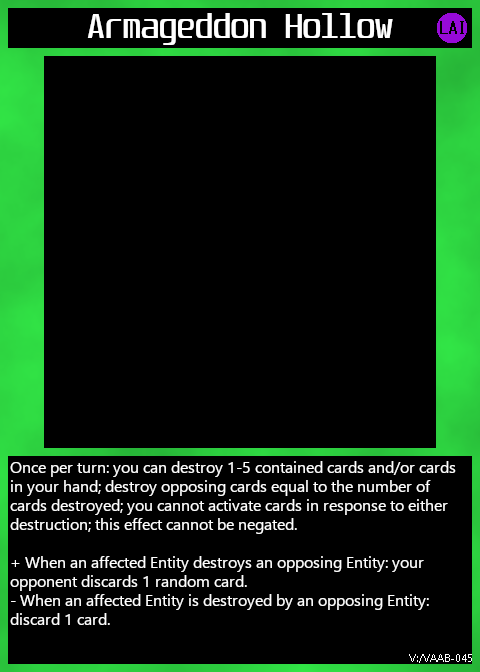 Armageddon Hollow
LAI
Once per turn: you can destroy 1-5 contained cards and/or cards
in your hand; destroy opposing cards equal to the number of
cards destroyed; you cannot activate cards in response to either
destruction; this effect cannot be negated.
+ When an affected Entity destroys an opposing Entity: your
opponent discards 1 random card.
- When an affected Entity is destroyed by an opposing Entity:
discard 1 card.
V:/VAAB-045